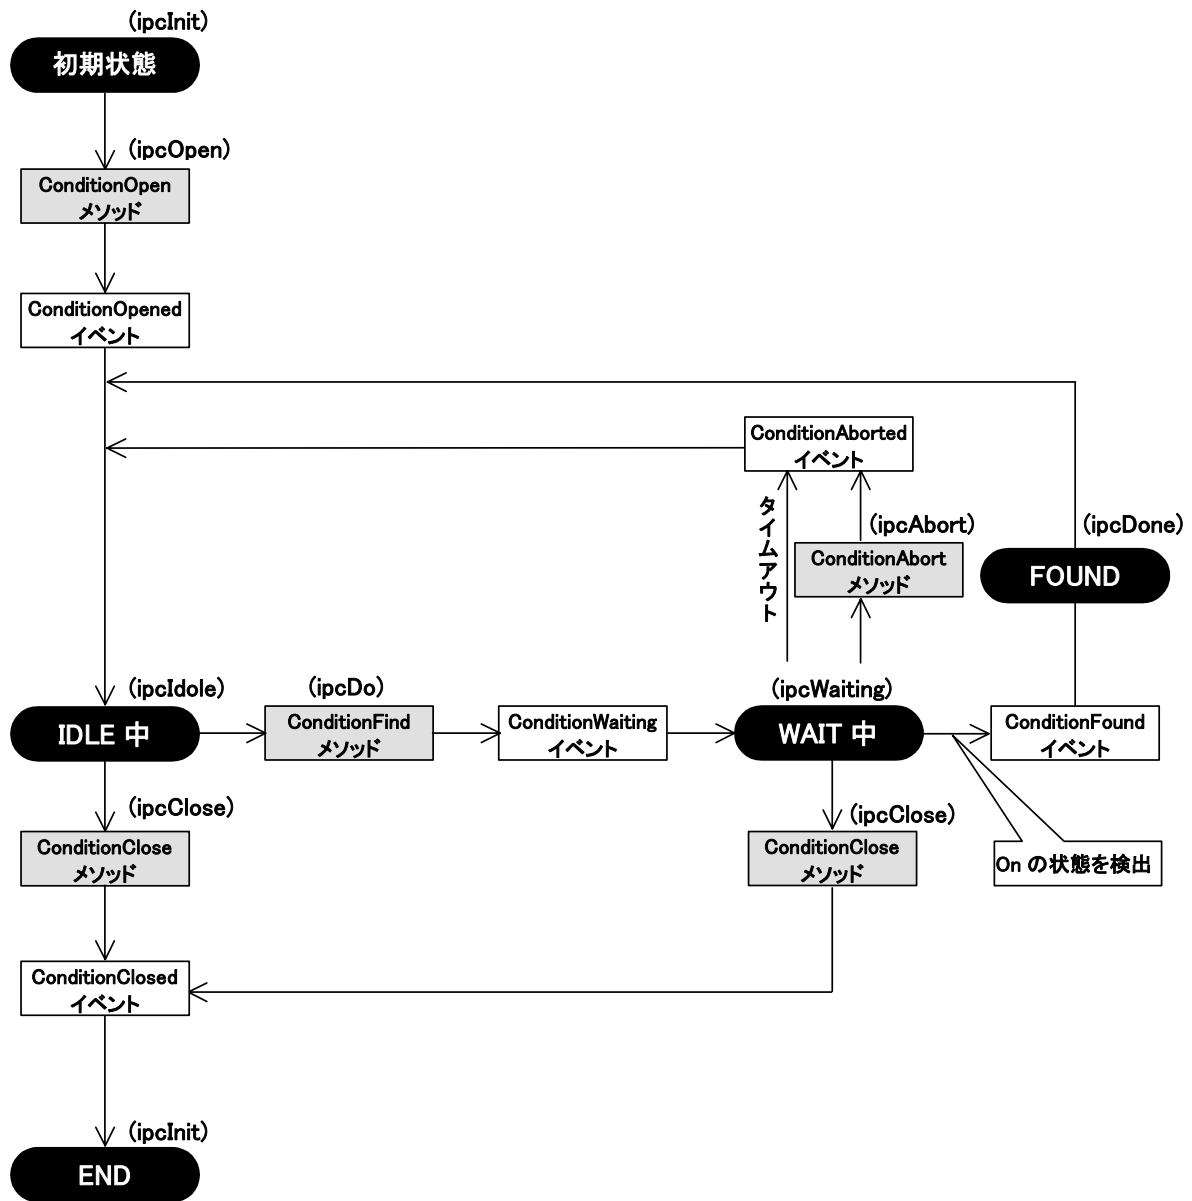 (ipcInit)
初期状態
(ipcOpen)
ConditionOpen
メソッド
ConditionOpened
イベント
ConditionAborted
イベント
タイムアウト
(ipcAbort)
ConditionAbort
メソッド
(ipcDone)
FOUND
(ipcIdole)
IDLE 中
(ipcDo)
ConditionFind
メソッド
ConditionWaiting
イベント
(ipcWaiting)
WAIT 中
ConditionFound
イベント
On の状態を検出
(ipcClose)
ConditionClose
メソッド
(ipcClose)
ConditionClose
メソッド
ConditionClosed
イベント
(ipcInit)
END